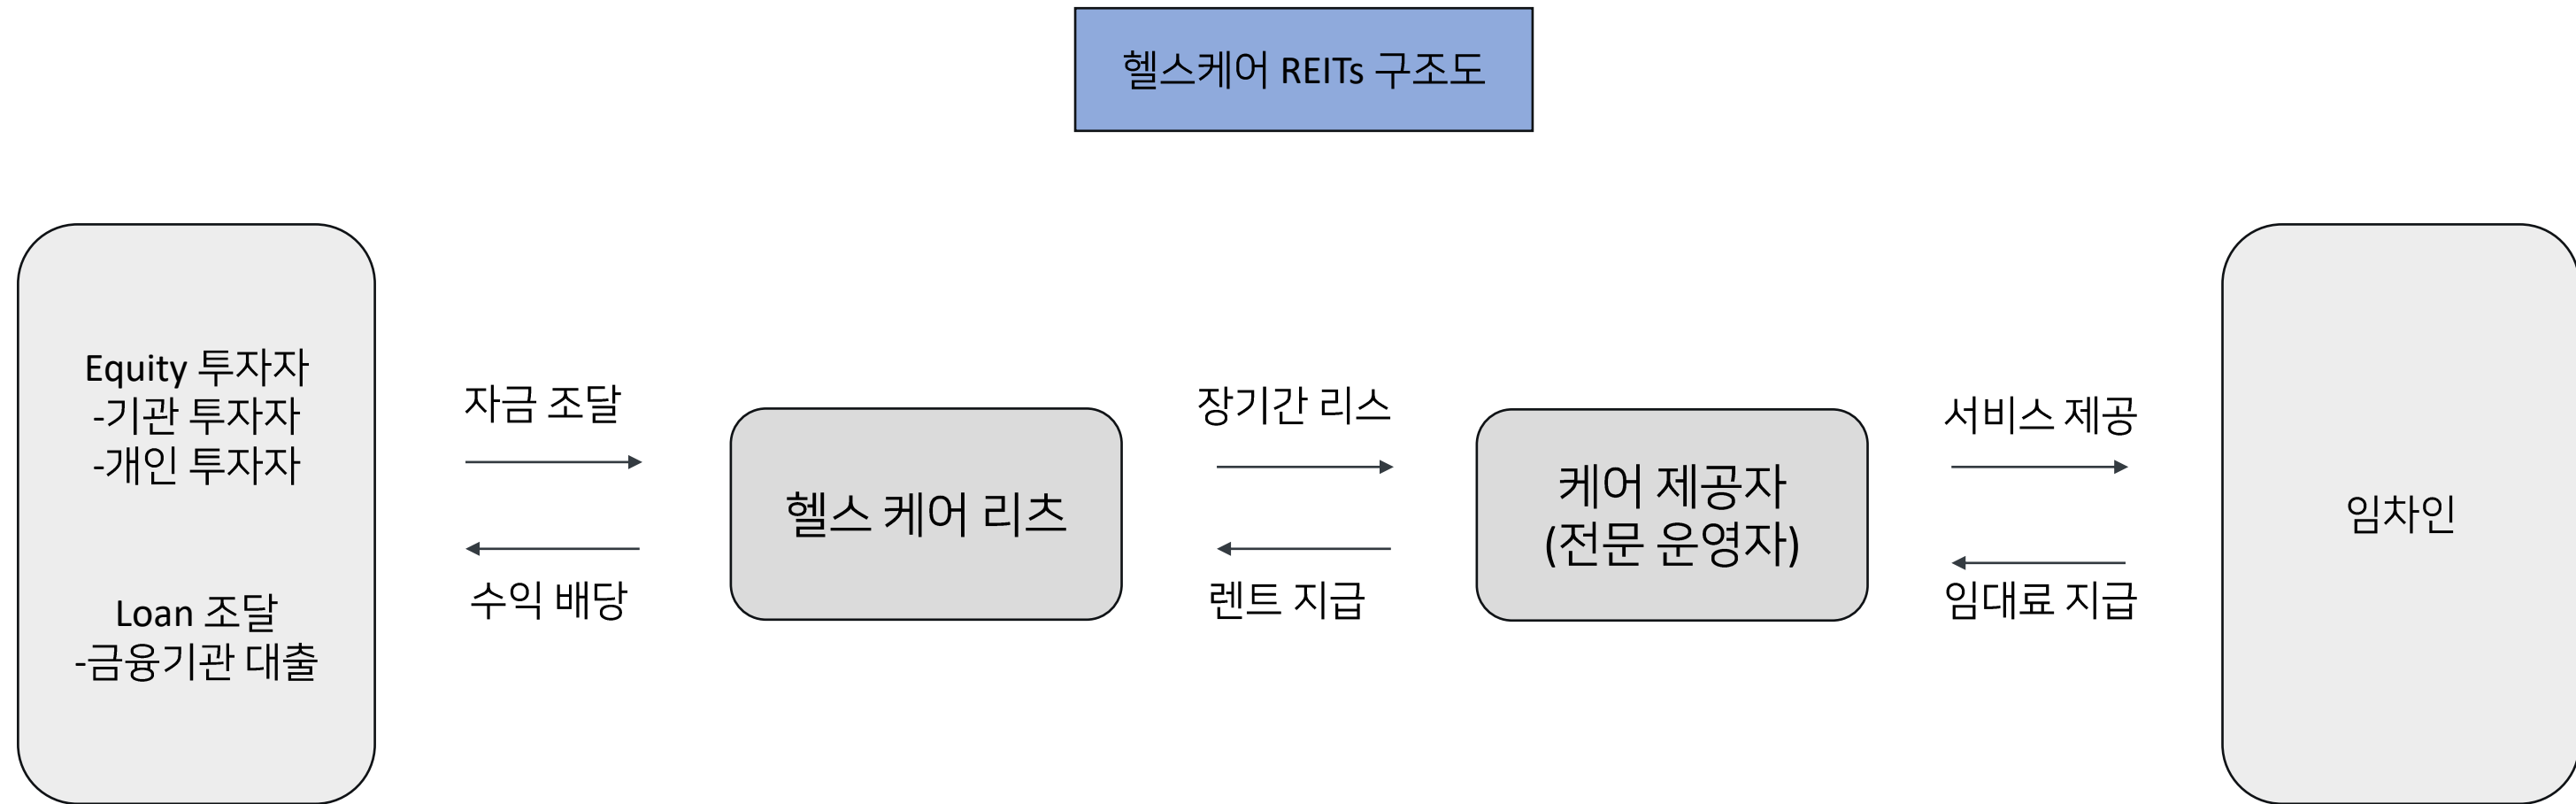 헬스케어 REITs 구조도
Equity 투자자
-기관 투자자
-개인 투자자
Loan 조달
-금융기관 대출
자금 조달
수익 배당
헬스 케어 리츠
장기간 리스
렌트 지급
케어 제공자
(전문 운영자)
서비스 제공
임대료 지급
임차인